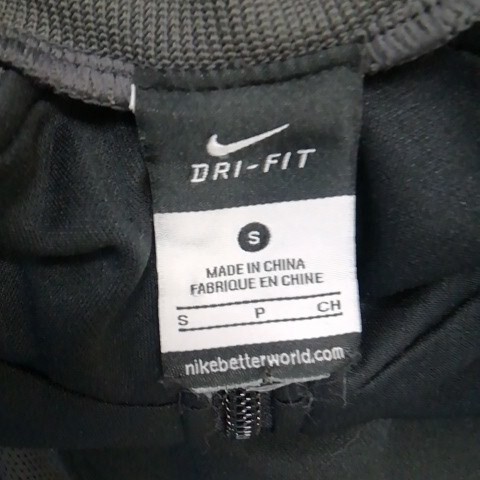 DRI-FIT
S
MADE IN CHINA
FABRIQUE EN CHINE
S P CH
nikebetterworld.com